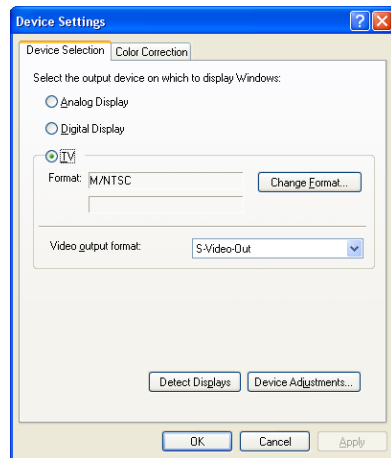 Device Settings
Device Selection Color Correction
Select the output device on which to display Windows:
Analog Display
Digital Display
TV
Format: M/NTSC Change Format...
Video output format: S-Video-Out
Detect Displays Device Adjustments...
OK Cancel Apply